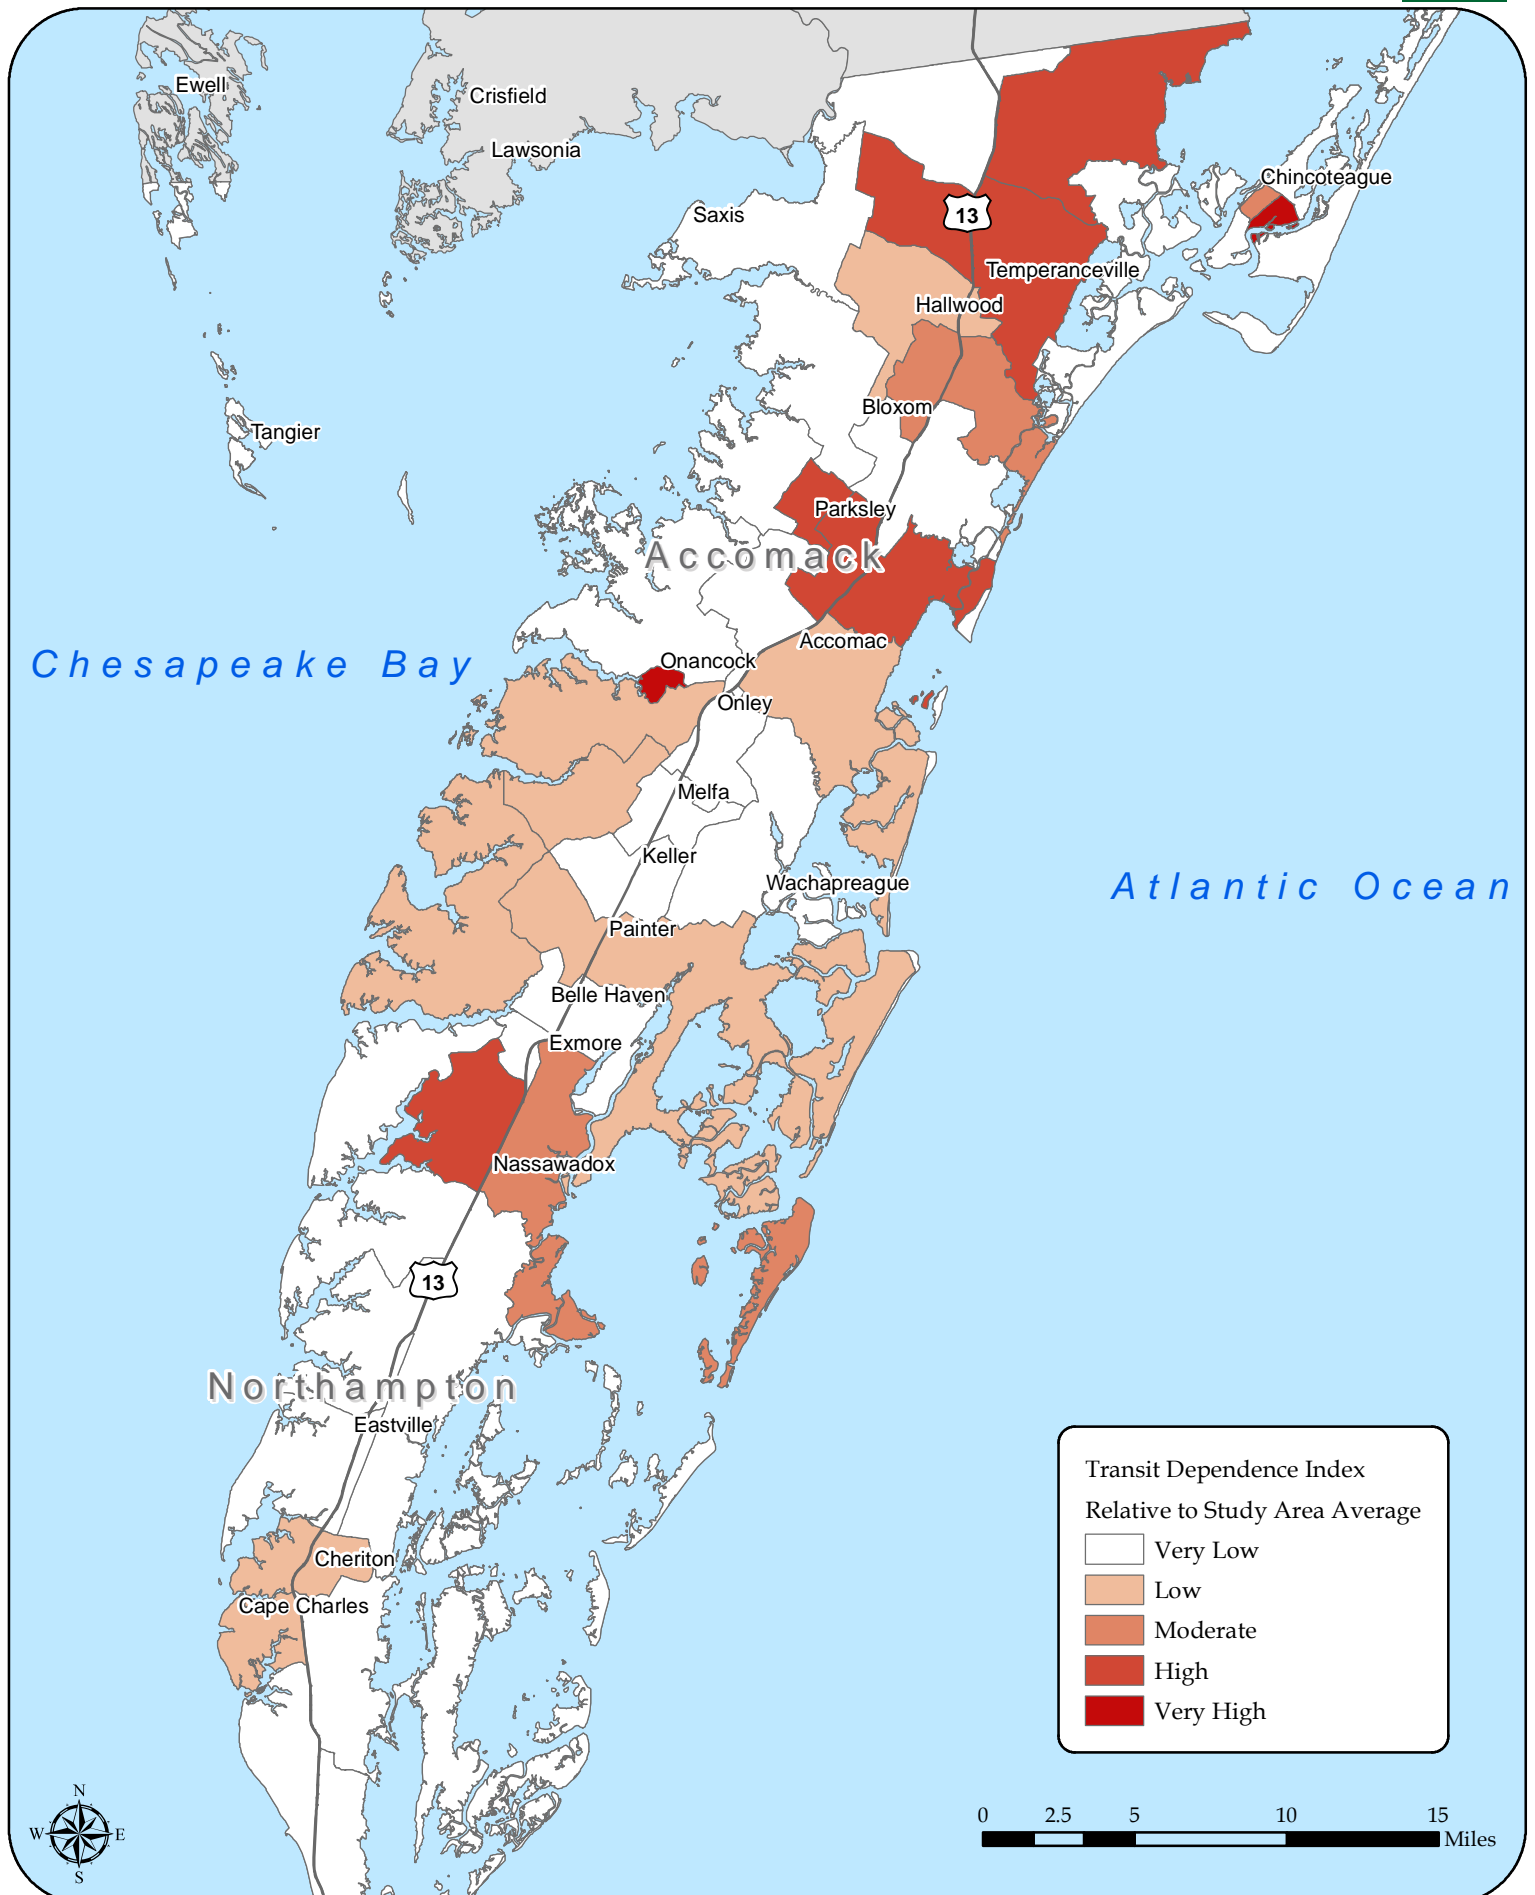 Ewell
Crisfield
Lawsonia
Chincoteague
Saxis
13
Temperanceville
Hallwood
Bloxom
Tangier
Parksley
Accomack
Accomac
Chesapeake Bay
Onancock
Onley
Melfa
Keller
Wachapreague
Atlantic Ocean
Painter
Belle Haven
Exmore
Nassawadox
13
Northampton
Eastville
Cheriton
Cape Charles
Transit Dependence Index
Relative to Study Area Average
Very Low
Low
Moderate
High
Very High
N
W E
S
0 2.5 5 10 15
Miles